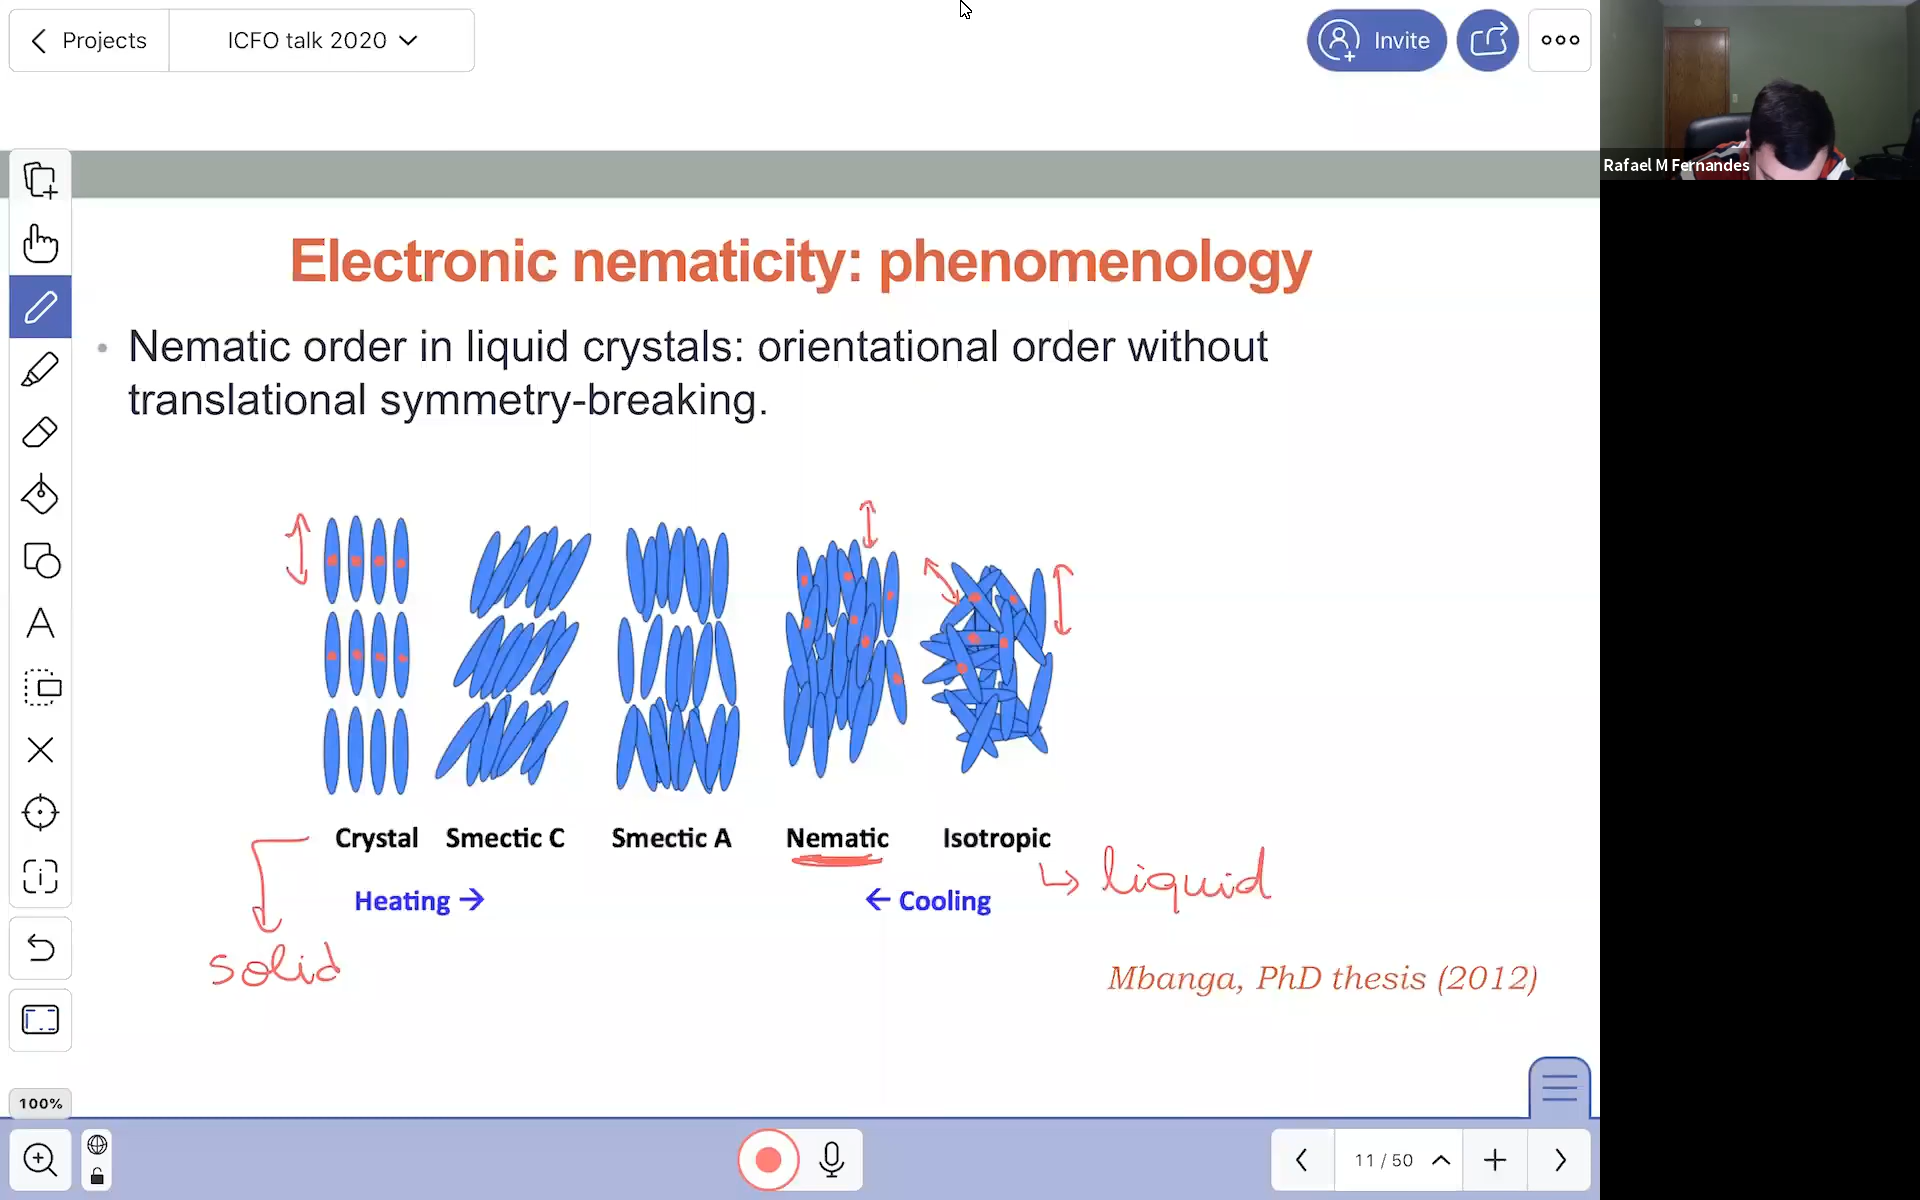 Projects
ICFO talk 2020
Invite
Rafael M Fernandes
Electronic nematicity: phenomenology
Nematic order in liquid crystals: orientational order without
translational symmetry-breaking.
Crystal Smectic C Smectic A Nematic Isotropic
Heating → ← Cooling
liquid
solid
Mbanga, PhD thesis (2012)
100%
11 / 50